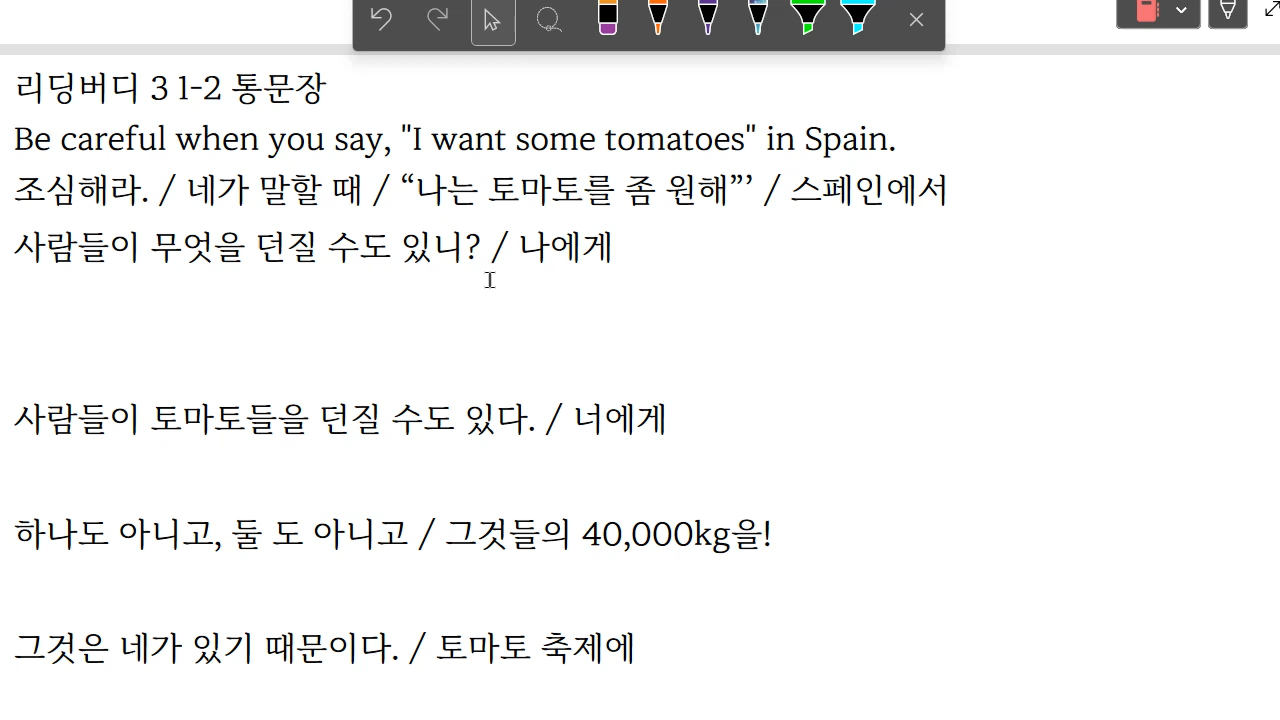 리딩버디 3 1-2 통문장
Be careful when you say, "I want some tomatoes" in Spain.
조심해라. / 네가 말할 때 / “나는 토마토를 좀 원해”’ / 스페인에서
사람들이 무엇을 던질 수도 있니? / 나에게
사람들이 토마토들을 던질 수도 있다. / 너에게
하나도 아니고, 둘 도 아니고 / 그것들의 40,000kg을!
그것은 네가 있기 때문이다. / 토마토 축제에